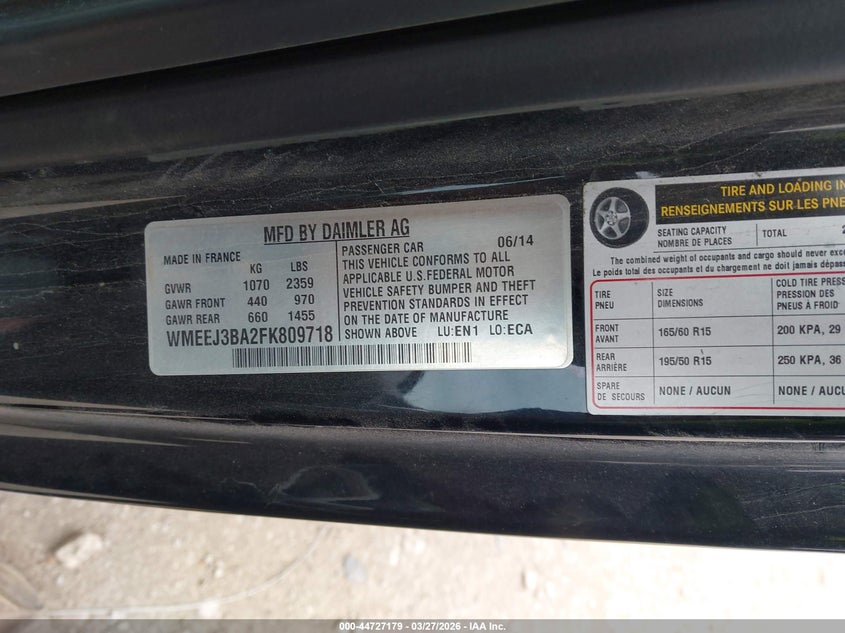 MFD BY DAIMLER AG
MADE IN FRANCE
KG LBS
GVWR 1070 2359
GAWR FRONT 440 970
GAWR REAR 660 1455
WMEEJ3BA2FK809718
PASSENGER CAR 06/14
THIS VEHICLE CONFORMS TO ALL
APPLICABLE U.S. FEDERAL MOTOR
VEHICLE SAFETY BUMPER AND THEFT
PREVENTION STANDARDS IN EFFECT
ON THE DATE OF MANUFACTURE
SHOWN ABOVE LU:EN1 LO:ECA
TIRE AND LOADING IN
RENSEIGNEMENTS SUR LES PNE
SEATING CAPACITY
NOMBRE DE PLACES
TOTAL 2
The combined weight of occupants and cargo should never exce
Le poids total des occupants et du chargement ne doit jamais dépass
TIRE
PNEU
SIZE
DIMENSIONS
COLD TIRE PRESS
PRESSION DES
PNEUS À FROID
FRONT
AVANT
165/60 R15
200 KPA, 29
REAR
ARRIÈRE
195/50 R15
250 KPA, 36
SPARE
DE SECOURS
NONE / AUCUN
NONE / AUCU
000-44727179 | 03/27/2026 - IAA Inc.